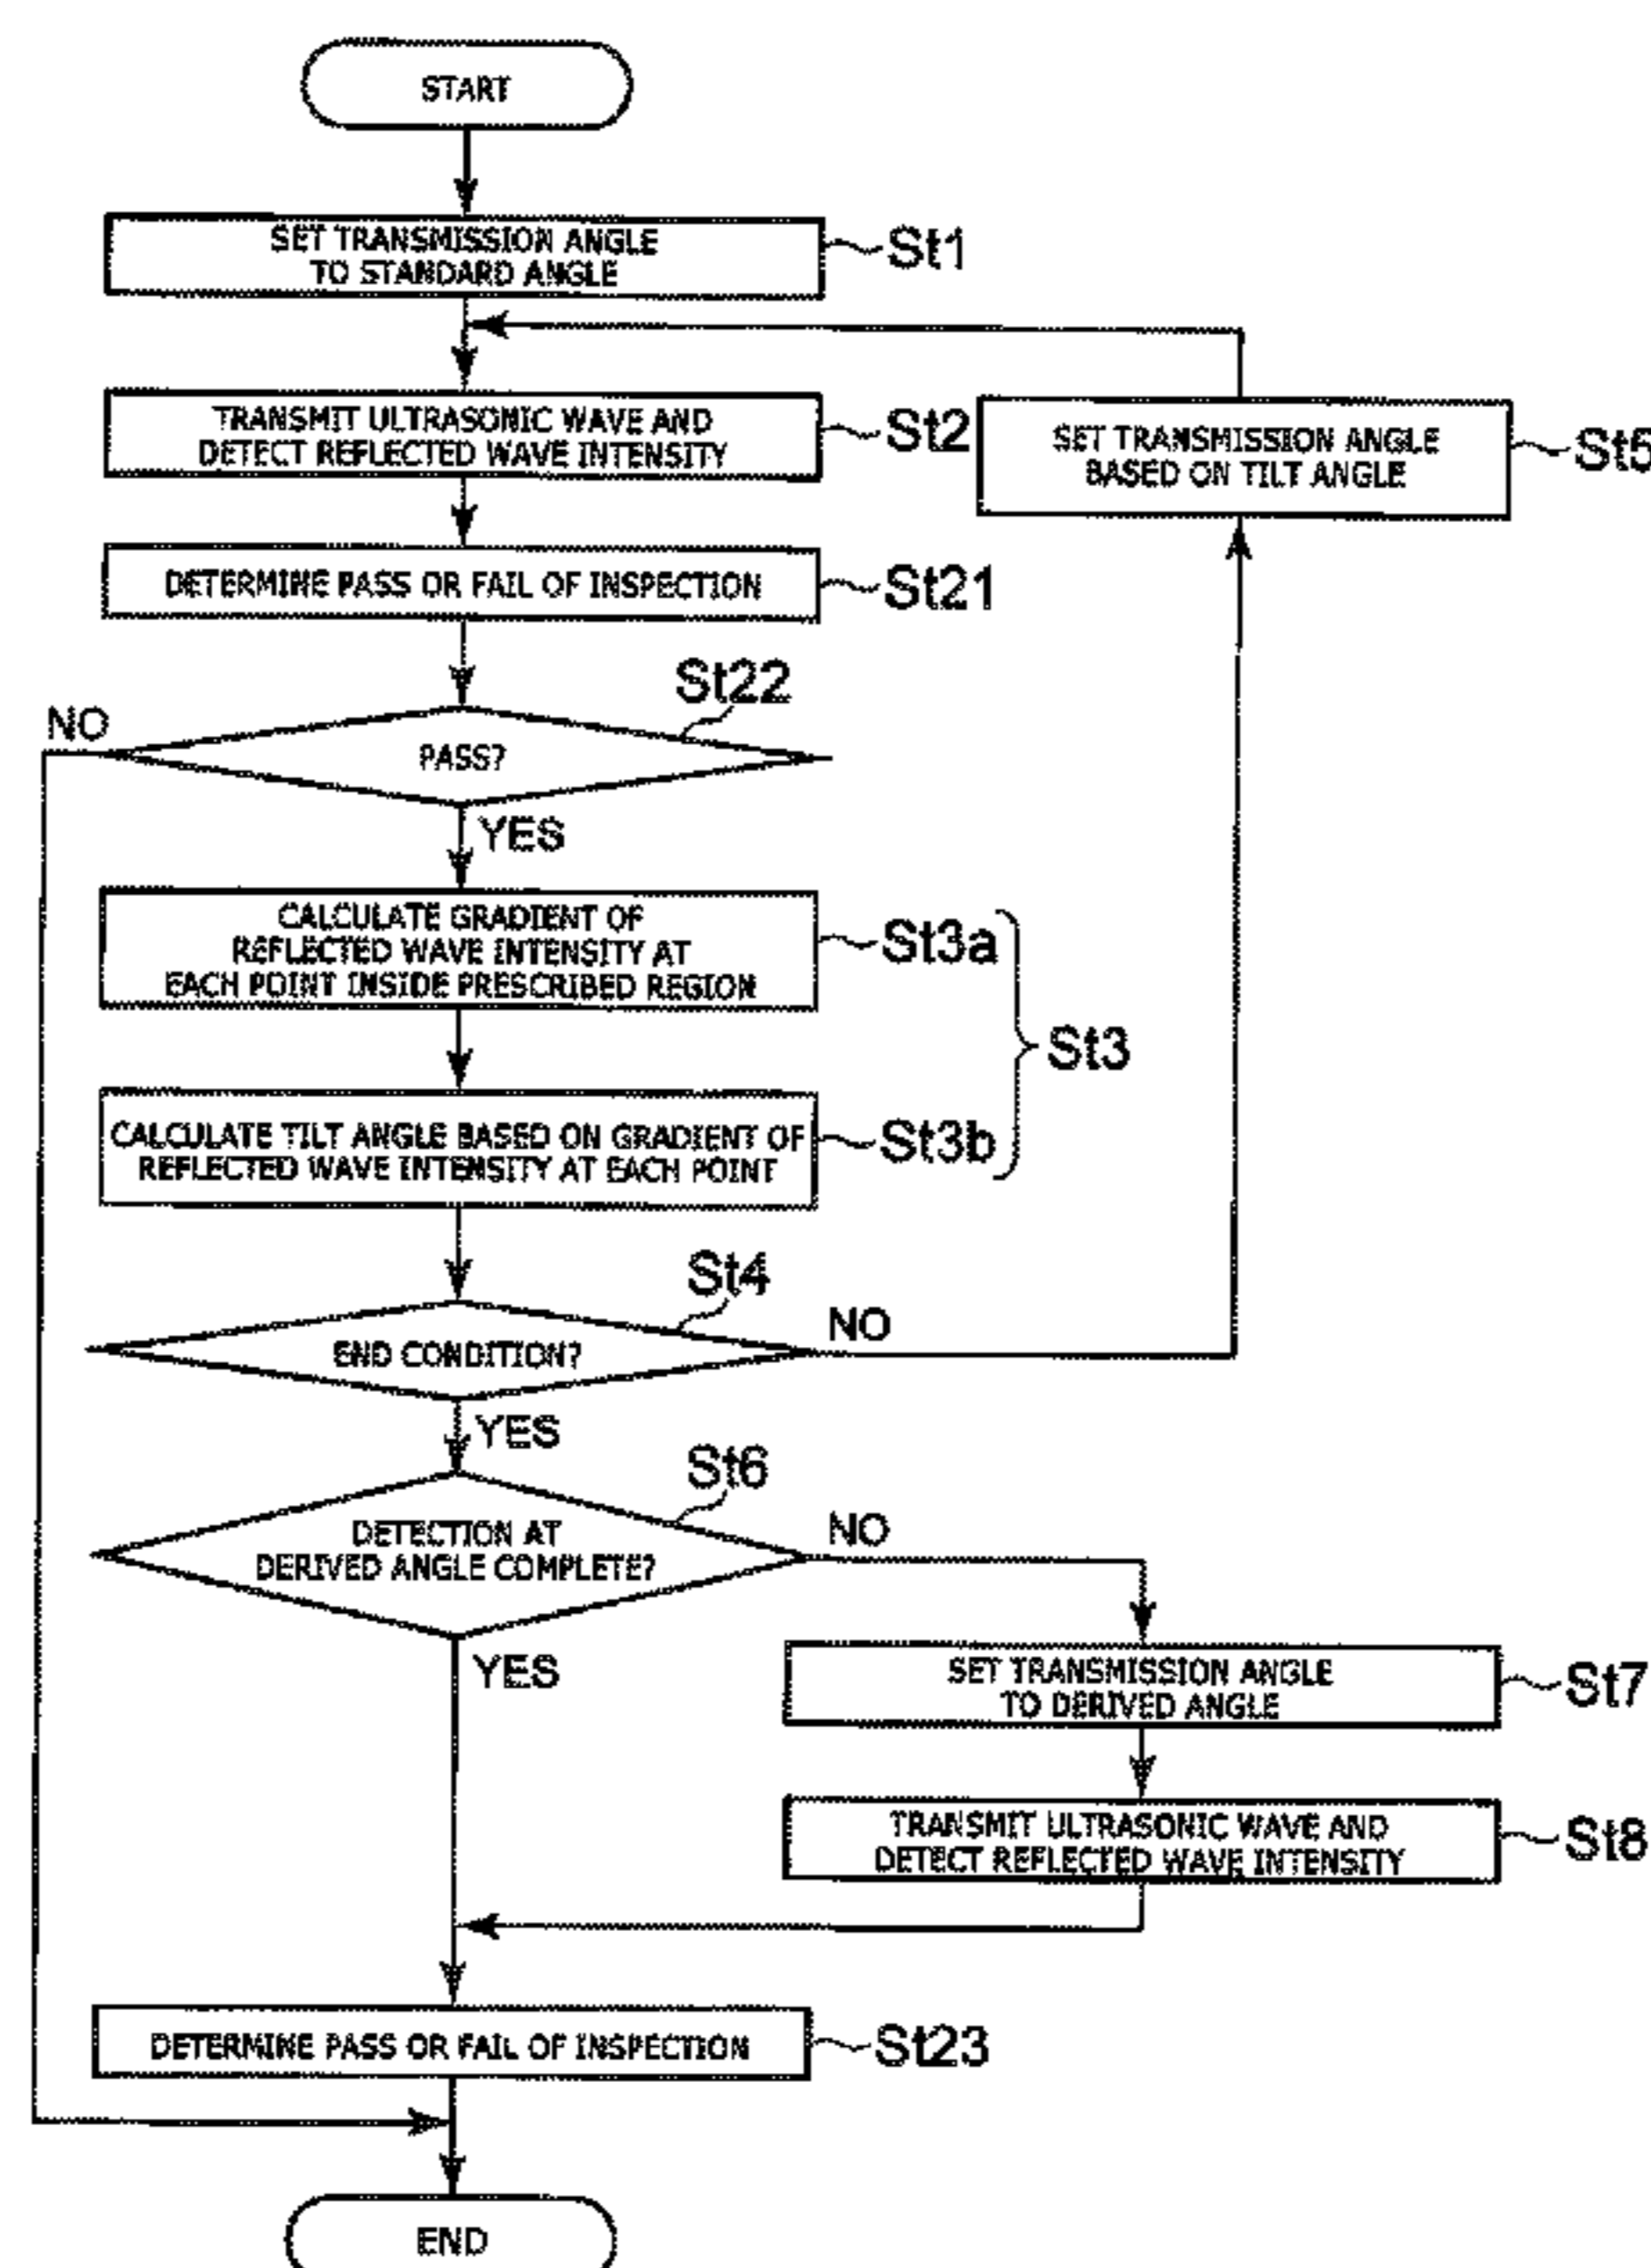 START
SET TRANSMISSION ANGLE
TO STANDARD ANGLE
St1
TRANSMIT ULTRASONIC WAVE AND
DETECT REFLECTED WAVE INTENSITY
St2
SET TRANSMISSION ANGLE
BASED ON TILT ANGLE
St5
DETERMINE PASS OR FAIL OF INSPECTION
St21
St22
NO
PASS?
YES
CALCULATE GRADIENT OF
REFLECTED WAVE INTENSITY AT
EACH POINT INSIDE PRESCRIBED REGION
St3a
St3
CALCULATE TILT ANGLE BASED ON GRADIENT OF
REFLECTED WAVE INTENSITY AT EACH POINT
St3b
St4
END CONDITION?
NO
YES
St6
DETECTION AT
DERIVED ANGLE COMPLETE?
NO
YES
SET TRANSMISSION ANGLE
TO DERIVED ANGLE
St7
TRANSMIT ULTRASONIC WAVE AND
DETECT REFLECTED WAVE INTENSITY
St8
DETERMINE PASS OR FAIL OF INSPECTION
St23
END